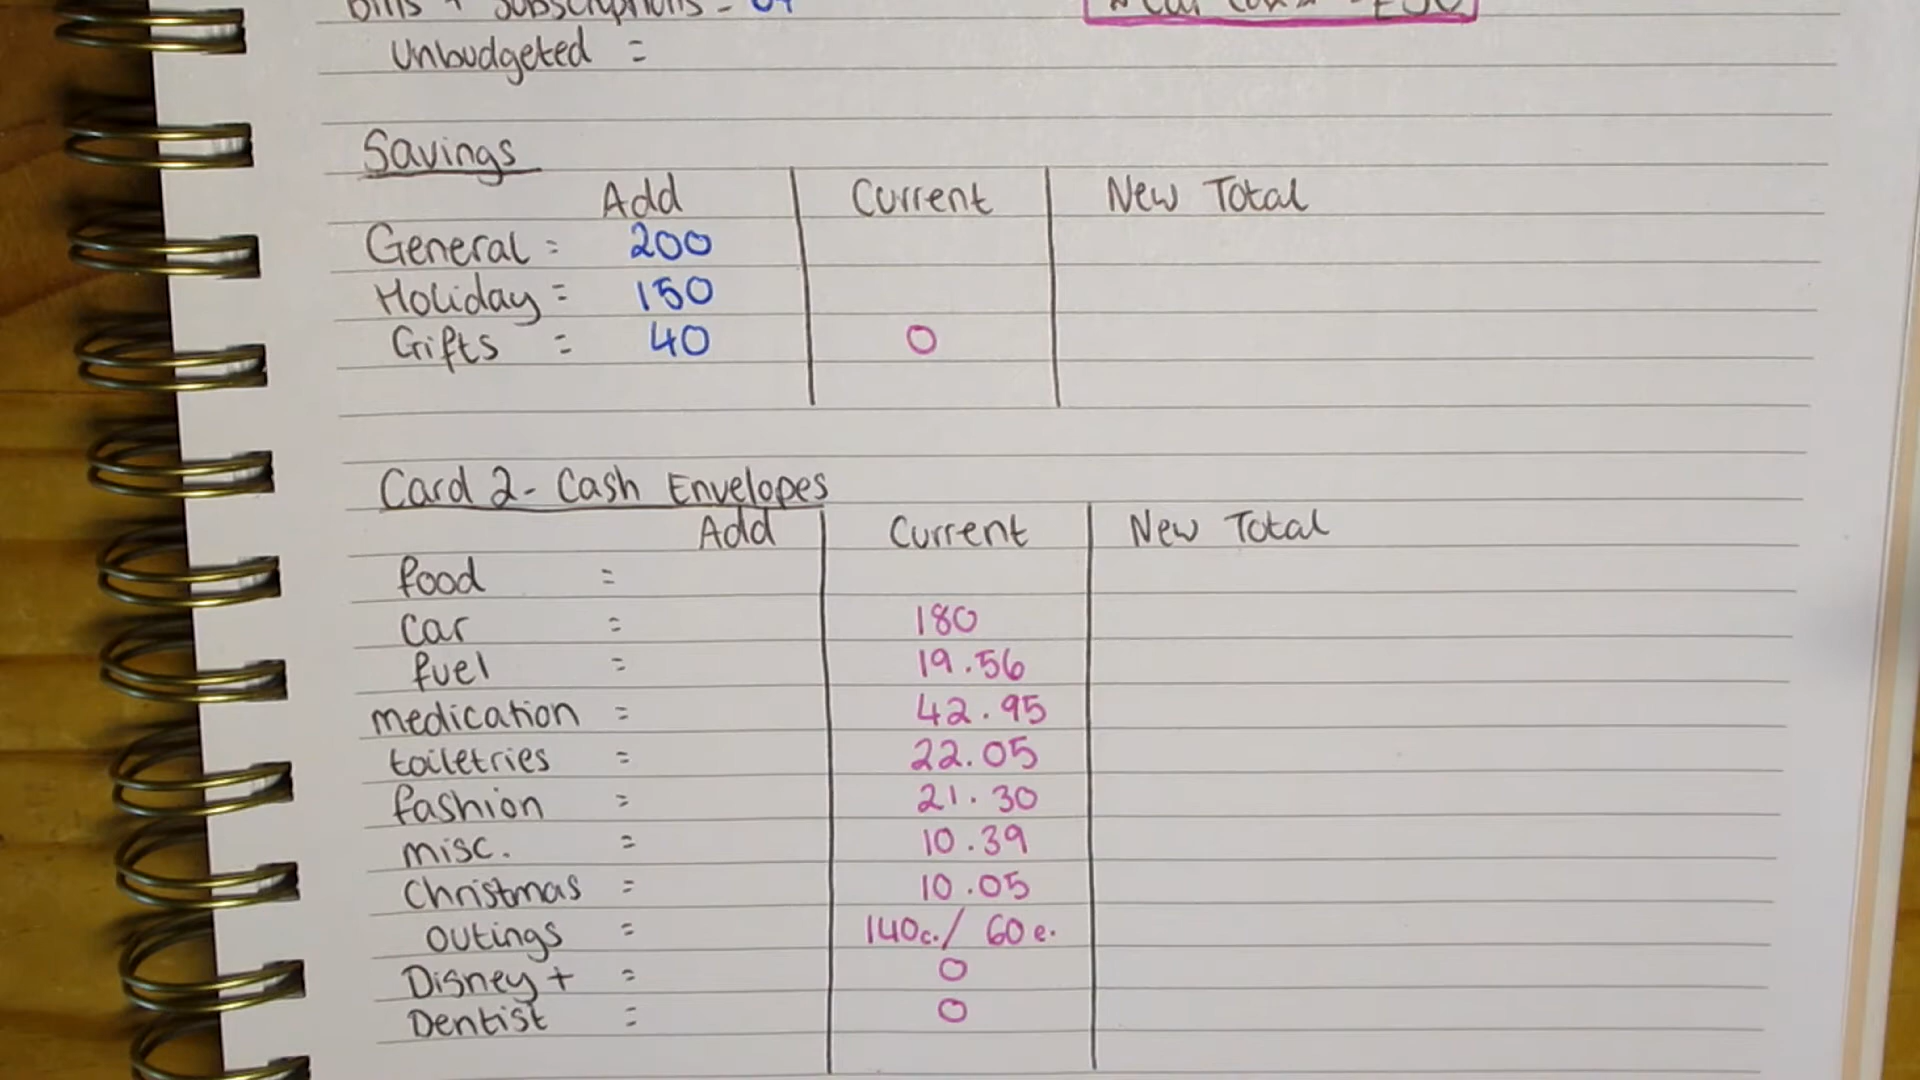 Bills + Subscriptions =
Unbudgeted =
Savings
Add Current New Total
General = 200
Holiday = 150
Gifts = 40 0
Card 2 - Cash Envelopes
Add Current New Total
food =
car = 180
fuel = 19.56
medication = 42.95
toiletries = 22.05
fashion = 21.30
misc. = 10.39
Christmas = 10.05
Outings = 140c. / 60e.
Disney + = 0
Dentist = 0